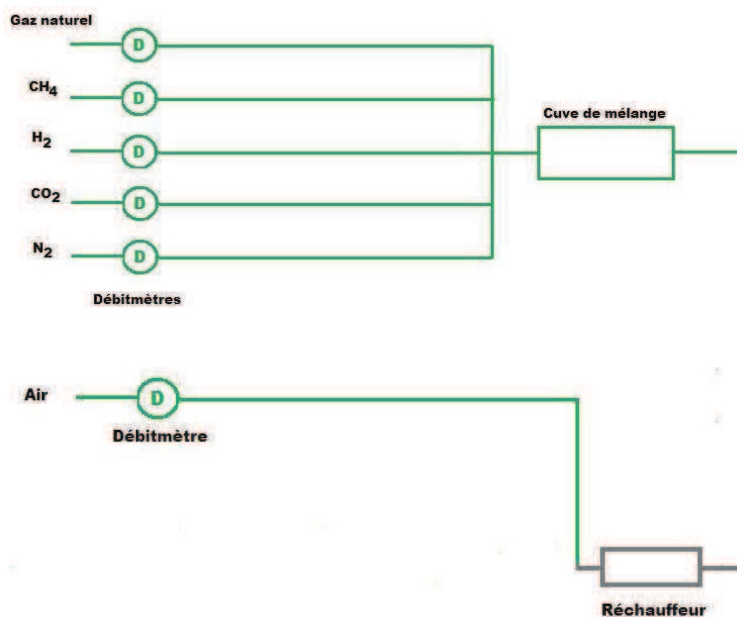 Gaz naturel
D
CH4
D
H2
D
Cuve de mélange
CO2
D
N2
D
Débitmètres
Air
D
Débitmètre
Réchauffeur